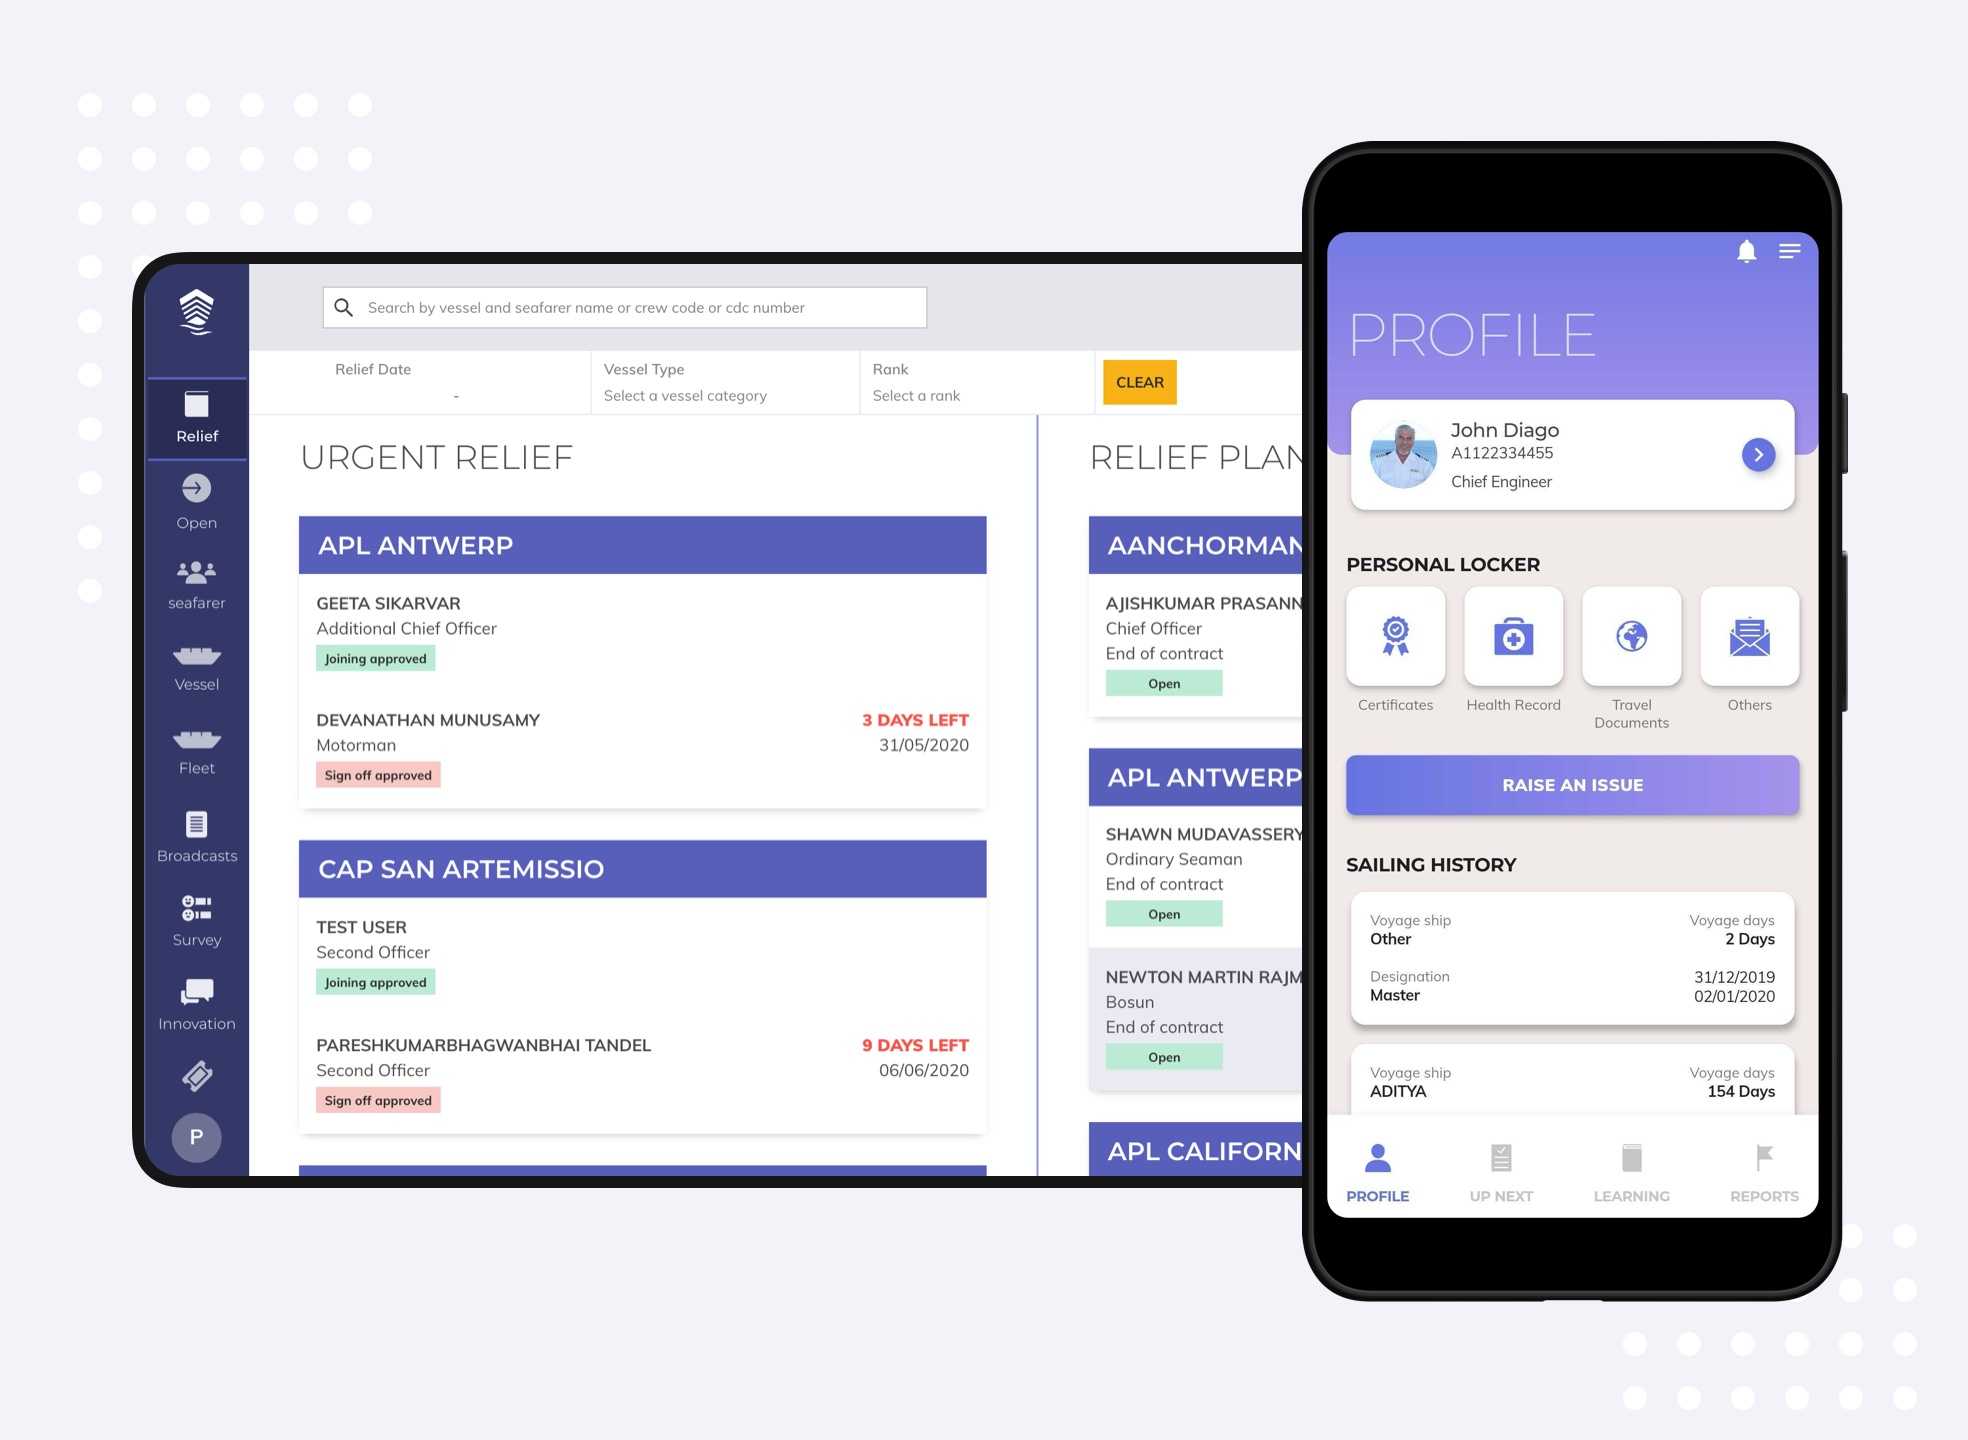 Search by vessel and seafarer name or crew code or cdc number
Relief Date
-
Vessel Type
Select a vessel category
Rank
Select a rank
CLEAR
Relief
Open
seafarer
Vessel
Fleet
Broadcasts
Survey
Innovation
P
URGENT RELIEF
APL ANTWERP
GEETA SIKARVAR
Additional Chief Officer
Joining approved
DEVANATHAN MUNUSAMY
3 DAYS LEFT
Motorman
31/05/2020
Sign off approved
CAP SAN ARTEMISSIO
TEST USER
Second Officer
Joining approved
PARESHKUMARBHAGWANBHAI TANDEL
9 DAYS LEFT
Second Officer
06/06/2020
Sign off approved
RELIEF PLAN
AANCHORMAN
AJISHKUMAR PRASANN
Chief Officer
End of contract
Open
APL ANTWERP
SHAWN MUDAVASSERY
Ordinary Seaman
End of contract
Open
NEWTON MARTIN RAJM
Bosun
End of contract
Open
APL CALIFORN
PROFILE
John Diago
A1122334455
Chief Engineer
PERSONAL LOCKER
Certificates
Health Record
Travel
Documents
Others
RAISE AN ISSUE
SAILING HISTORY
Voyage ship
Voyage days
Other
2 Days
Designation
31/12/2019
Master
02/01/2020
Voyage ship
Voyage days
ADITYA
154 Days
PROFILE
UP NEXT
LEARNING
REPORTS